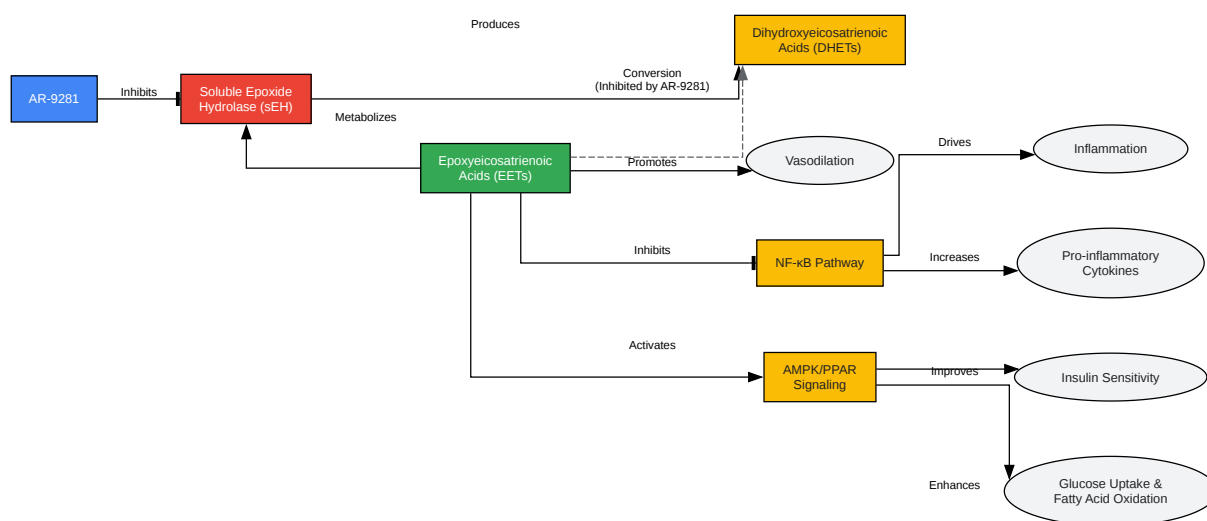 Produces
Dihydroxyeicosatrienoic
Acids (DHETs)
AR-9281
Inhibits
Soluble Epoxide
Hydrolase (sEH)
Conversion
(Inhibited by AR-9281)
Metabolizes
Epoxyeicosatrienoic
Acids (EETs)
Promotes
Vasodilation
Drives
Inflammation
Inhibits
NF-κB Pathway
Increases
Pro-inflammatory
Cytokines
Activates
AMPK/PPAR
Signaling
Improves
Insulin Sensitivity
Enhances
Glucose Uptake &
Fatty Acid Oxidation